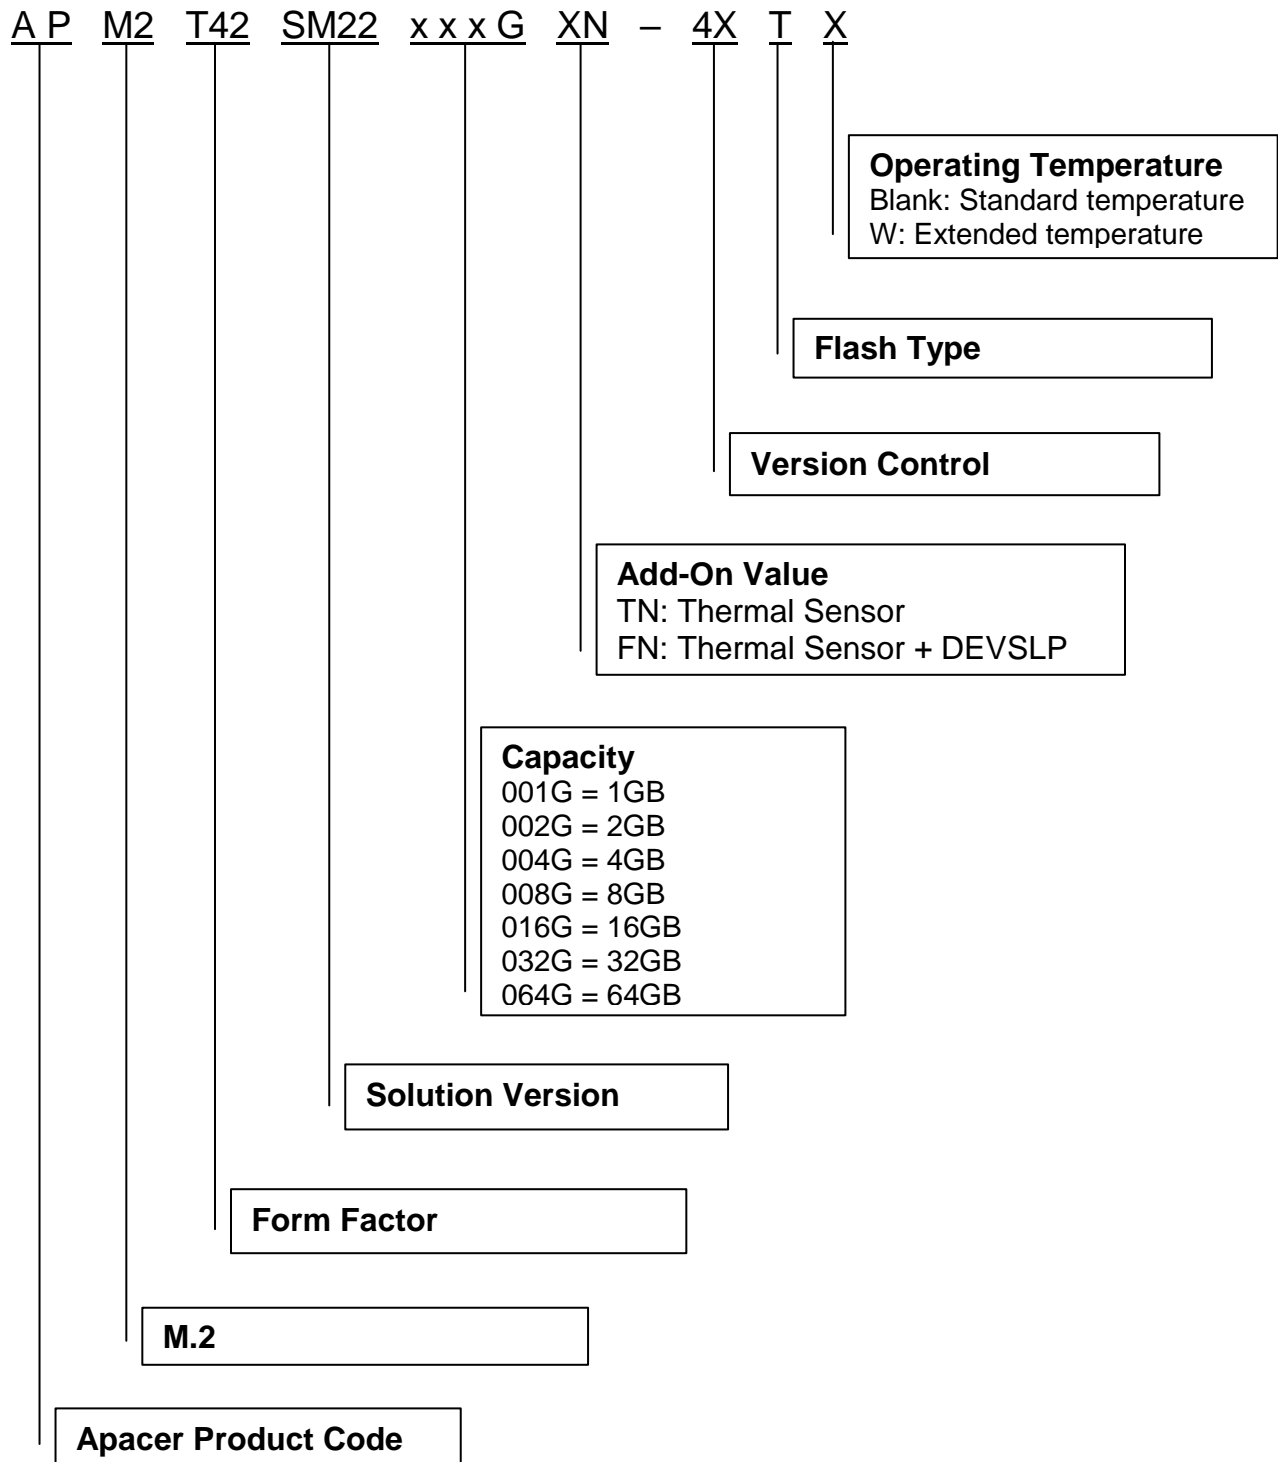 A P M2 T42 SM22 x x x G XN – 4X T X
Operating Temperature
Blank: Standard temperature
W: Extended temperature
Flash Type
Version Control
Add-On Value
TN: Thermal Sensor
FN: Thermal Sensor + DEVSLP
Capacity
001G = 1GB
002G = 2GB
004G = 4GB
008G = 8GB
016G = 16GB
032G = 32GB
064G = 64GB
Solution Version
Form Factor
M.2
Apacer Product Code